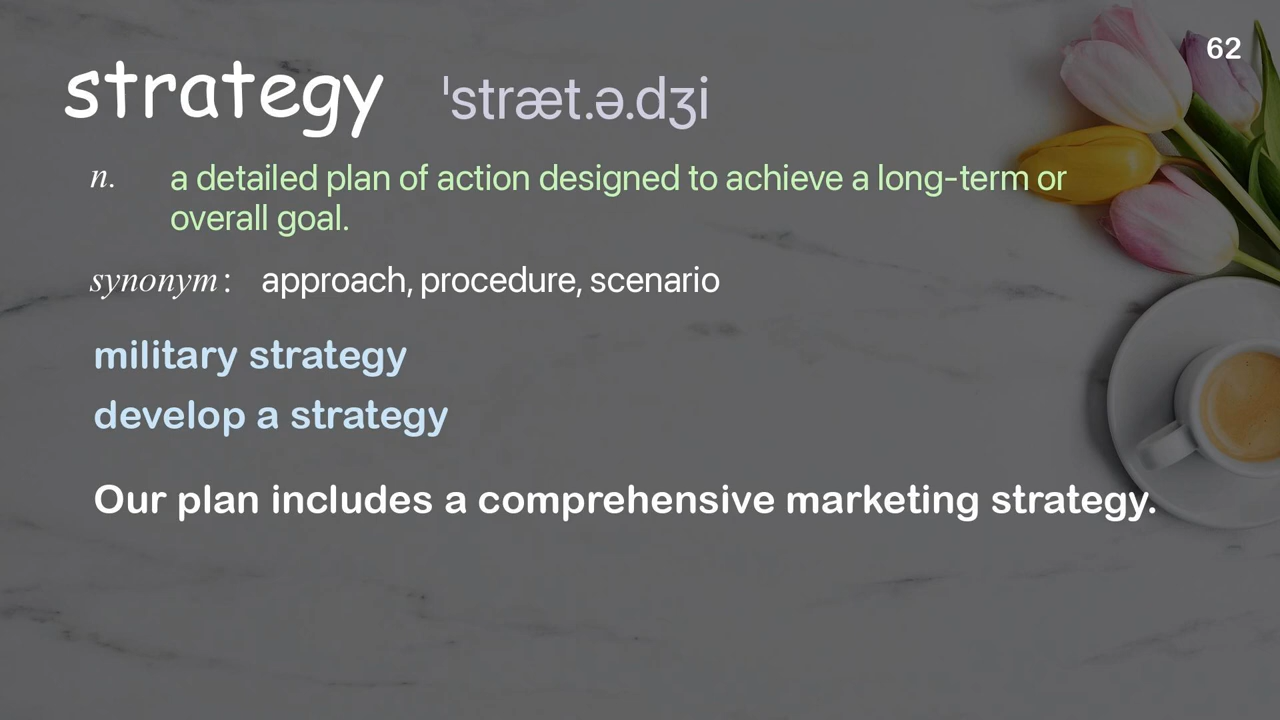 62
strategy ˈstræt.ə.dʒi
n. a detailed plan of action designed to achieve a long-term or
overall goal.
synonym: approach, procedure, scenario
military strategy
develop a strategy
Our plan includes a comprehensive marketing strategy.